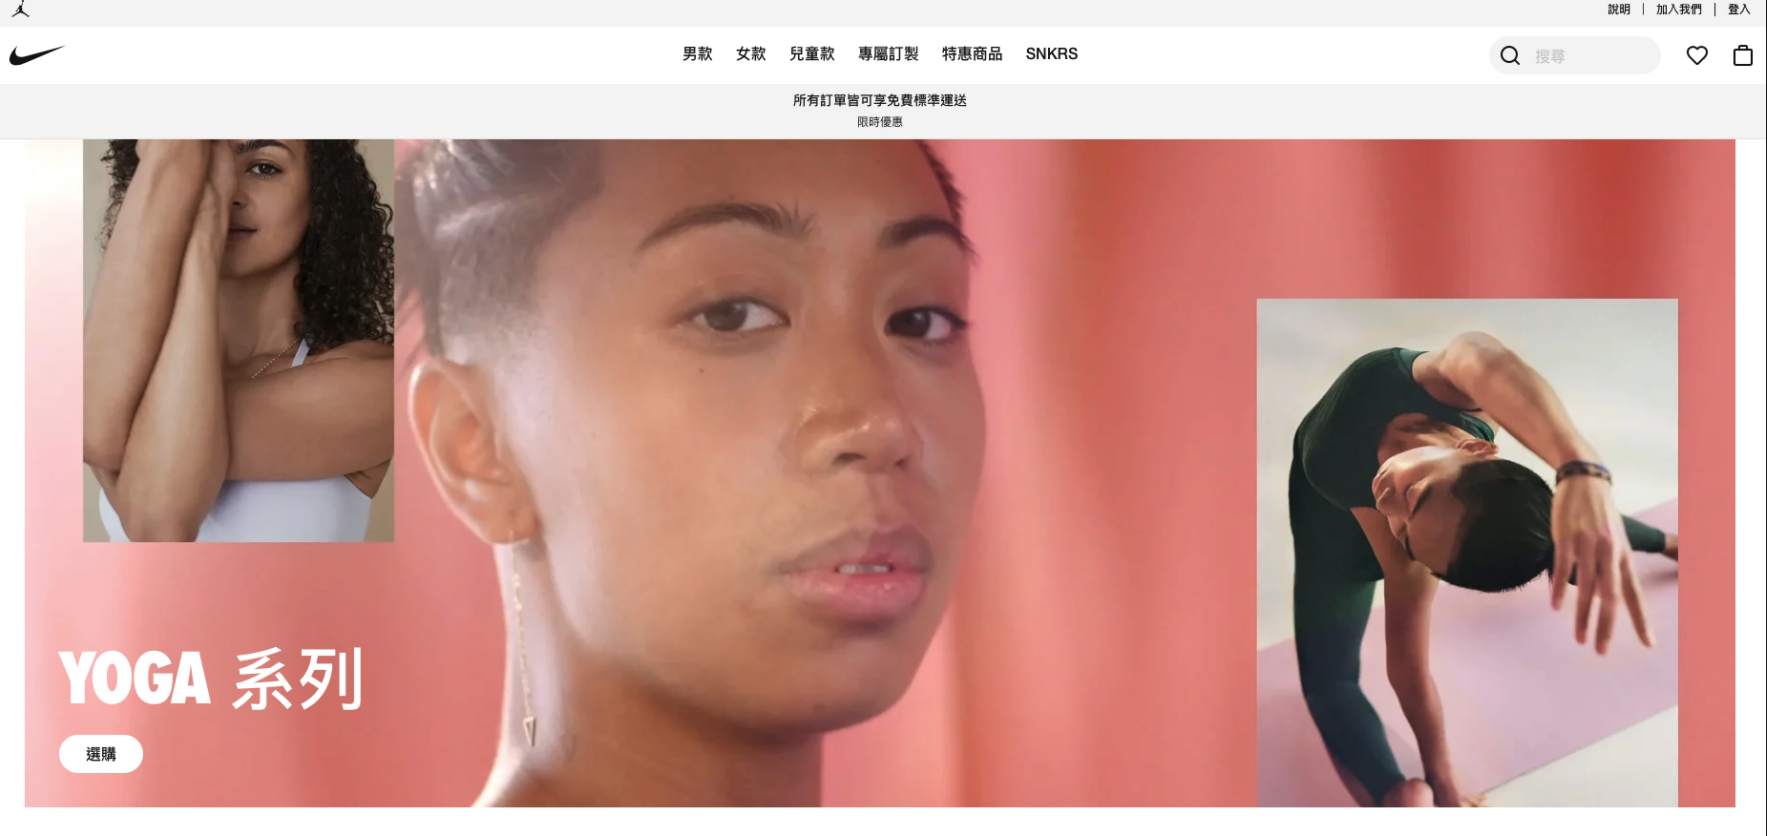 說明 | 加入我們 | 登入
男款 女款 兒童款 專屬訂製 特惠商品 SNKRS
搜尋
所有訂單皆可享免費標準運送
限時優惠
YOGA 系列
選購